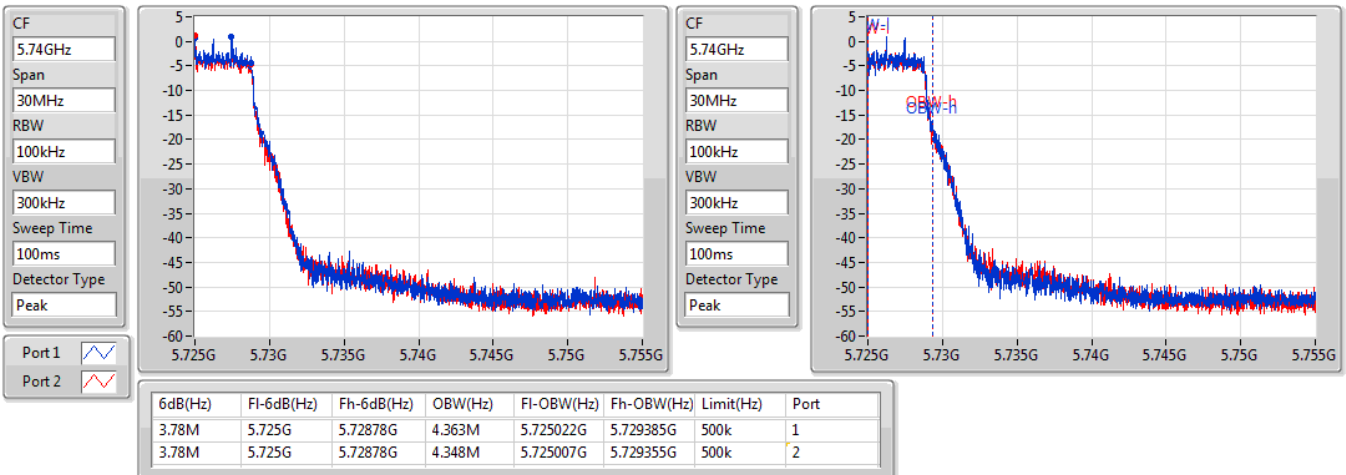 CF
5.74GHz
Span
30MHz
RBW
100kHz
VBW
300kHz
Sweep Time
100ms
Detector Type
Peak
Port 1
Port 2
5
0
-5
-10
-15
-20
-25
-30
-35
-40
-45
-50
-55
-60
5.725G 5.73G 5.735G 5.74G 5.745G 5.75G 5.755G
CF
5.74GHz
Span
30MHz
RBW
100kHz
VBW
300kHz
Sweep Time
100ms
Detector Type
Peak
5
0
-5
-10
-15
-20
-25
-30
-35
-40
-45
-50
-55
-60
W-l
OBW-h
OBW-h
5.725G 5.73G 5.735G 5.74G 5.745G 5.75G 5.755G
6dB(Hz) Fl-6dB(Hz) Fh-6dB(Hz) OBW(Hz) Fl-OBW(Hz) Fh-OBW(Hz) Limit(Hz) Port
3.78M 5.725G 5.72878G 4.363M 5.725022G 5.729385G 500k 1
3.78M 5.725G 5.72878G 4.348M 5.725007G 5.729355G 500k 2